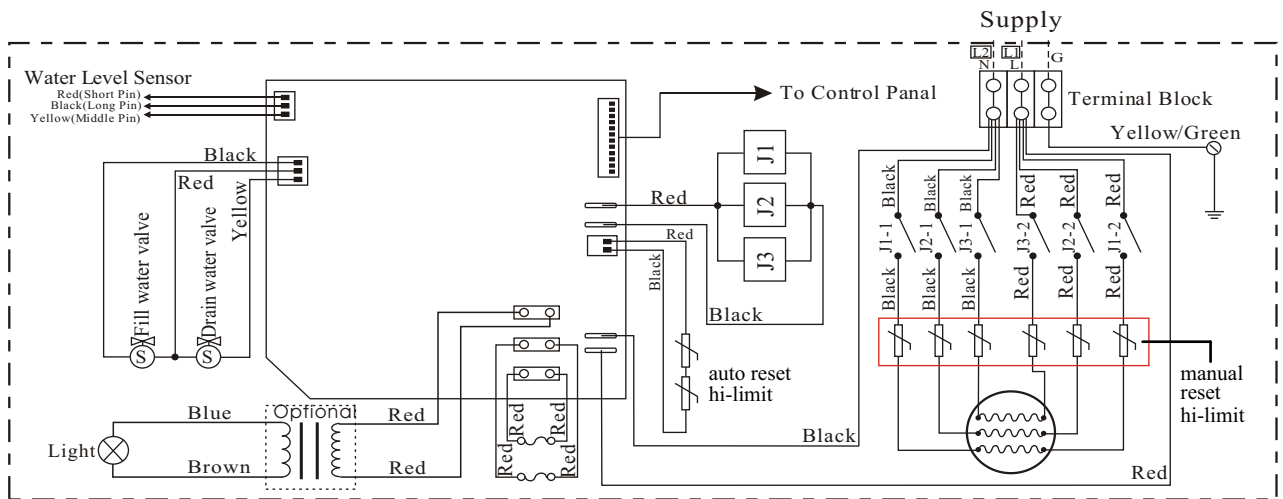 Supply
L2
L1
N
L
G
Water Level Sensor
Red(Short Pin)
Black(Long Pin)
Yellow(Middle Pin)
To Control Panal
Terminal Block
Yellow/Green
Black
Red
Yellow
Fill water valve
Drain water valve
S
S
Red
J1
J2
J3
Red
Black
Black
Black
Black
Black
Red
Red
Red
J1-1
J2-1
J3-1
J3-2
J2-2
J1-2
Black
Black
Black
Red
Red
Red
auto reset
hi-limit
manual
reset
hi-limit
Optional
Blue
Red
Light
Brown
Red
Red
Red
Red
Red
Black
Red